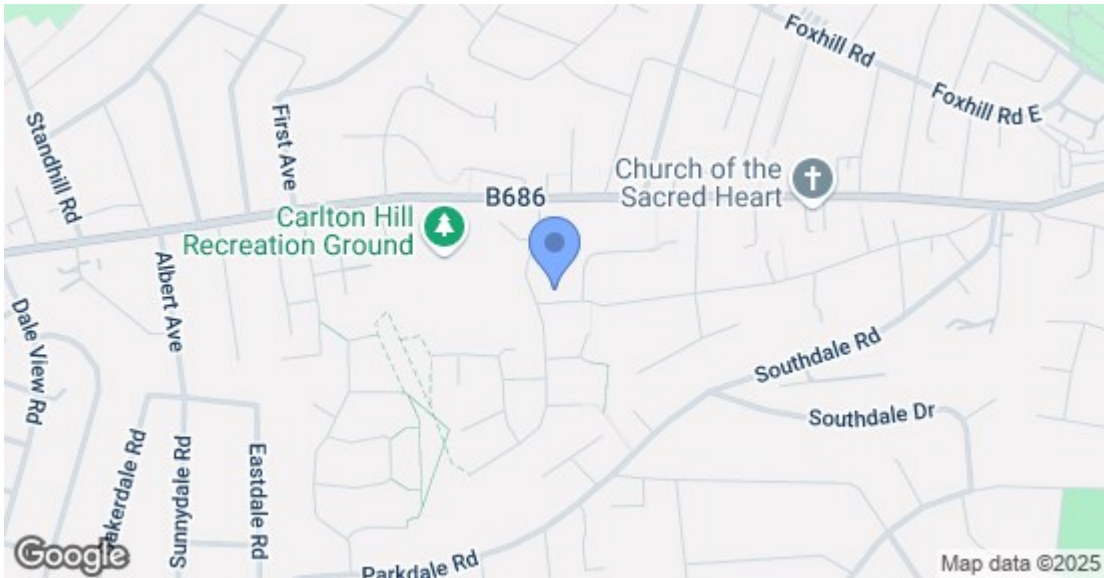 Foxhill Rd
Foxhill Rd E
Standhill Rd
First Ave
Church of the
Sacred Heart
B686
Carlton Hill
Recreation Ground
Albert Ave
Dale View Rd
Southdale Rd
Southdale Dr
Sunnydale Rd
Eastdale Rd
Parkdale Rd
Google
Map data ©2025